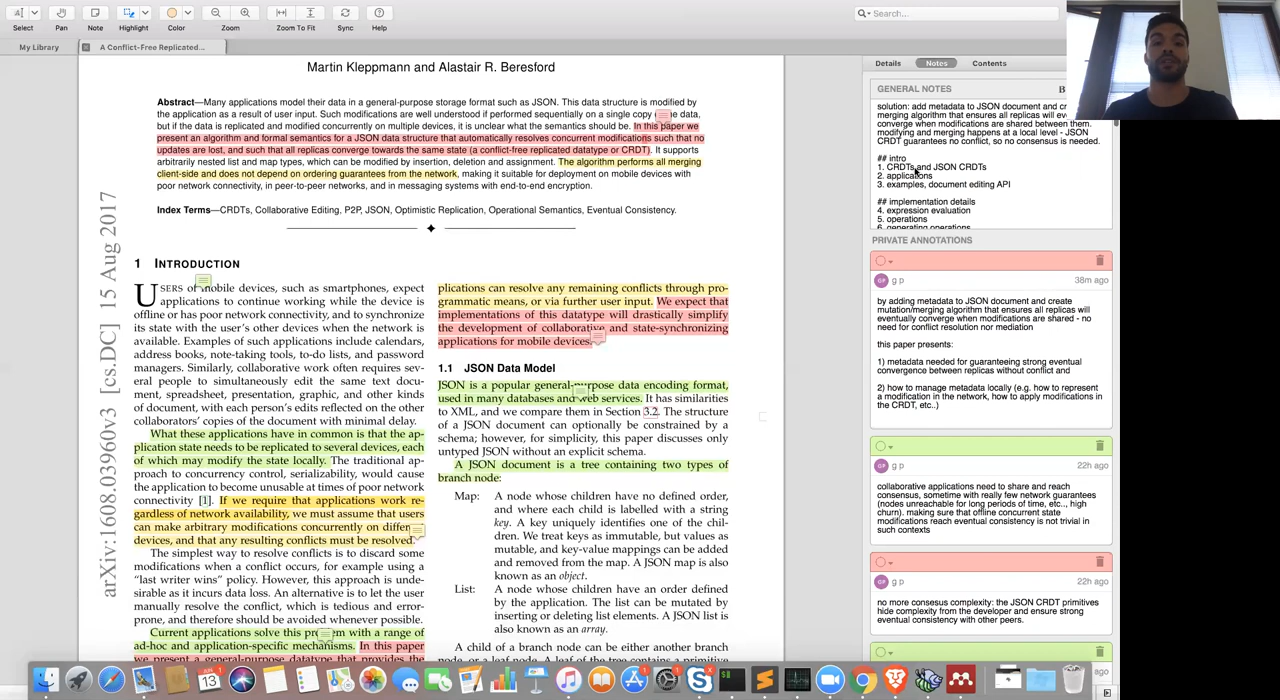 Select
Pan
Note
Highlight
Color
Zoom
Zoom To Fit
Sync
Help
Search...
My Library
A Conflict-Free Replicated...
Martin Kleppmann and Alastair R. Beresford
Abstract—Many applications model their data in a general-purpose storage format such as JSON. This data structure is modified by
the application as a result of user input. Such modifications are well understood if performed sequentially on a single copy the data,
but if the data is replicated and modified concurrently on multiple devices, it is unclear what the semantics should be. In this paper we
present an algorithm and formal semantics for a JSON data structure that automatically resolves concurrent modifications such that no
updates are lost, and such that all replicas converge towards the same state (a conflict-free replicated datatype or CRDT). It supports
arbitrarily nested list and map types, which can be modified by insertion, deletion and assignment. The algorithm performs all merging
client-side and does not depend on ordering guarantees from the network, making it suitable for deployment on mobile devices with
poor network connectivity, in peer-to-peer networks, and in messaging systems with end-to-end encryption.
Index Terms—CRDTs, Collaborative Editing, P2P, JSON, Optimistic Replication, Operational Semantics, Eventual Consistency.
arXiv:1608.03960v3 [cs.DC] 15 Aug 2017
1 INTRODUCTION
USERS of mobile devices, such as smartphones, expect
applications to continue working while the device is
offline or has poor network connectivity, and to synchronize
its state with the user's other devices when the network is
available. Examples of such applications include calendars,
address books, note-taking tools, to-do lists, and password
managers. Similarly, collaborative work often requires sev-
eral people to simultaneously edit the same text docu-
ment, spreadsheet, presentation, graphic, and other kinds
of document, with each person's edits reflected on the other
collaborators' copies of the document with minimal delay.
What these applications have in common is that the ap-
plication state needs to be replicated to several devices, each
of which may modify the state locally. The traditional ap-
proach to concurrency control, serializability, would cause
the application to become unusable at times of poor network
connectivity [1]. If we require that applications work re-
gardless of network availability, we must assume that users
can make arbitrary modifications concurrently on different
devices, and that any resulting conflicts must be resolved.
The simplest way to resolve conflicts is to discard some
modifications when a conflict occurs, for example using a
"last writer wins" policy. However, this approach is unde-
sirable as it incurs data loss. An alternative is to let the user
manually resolve the conflict, which is tedious and error-
prone, and therefore should be avoided whenever possible.
Current applications solve this problem with a range of
ad-hoc and application-specific mechanisms. In this paper
we present a general-purpose datatype that provides the
plications can resolve any remaining conflicts through pro-
grammatic means, or via further user input. We expect that
implementations of this datatype will drastically simplify
the development of collaborative and state-synchronizing
applications for mobile devices.
1.1 JSON Data Model
JSON is a popular general-purpose data encoding format,
used in many databases and web services. It has similarities
to XML, and we compare them in Section 3.2. The structure
of a JSON document can optionally be constrained by a
schema; however, for simplicity, this paper discusses only
untyped JSON without an explicit schema.
A JSON document is a tree containing two types of
branch node:
Map: A node whose children have no defined order,
and where each child is labelled with a string
key. A key uniquely identifies one of the chil-
dren. We treat keys as immutable, but values as
mutable, and key-value mappings can be added
and removed from the map. A JSON map is also
known as an object.
List: A node whose children have an order defined
by the application. The list can be mutated by
inserting or deleting list elements. A JSON list is
also known as an array.
A child of a branch node can be either another branch
Details
Notes
Contents
GENERAL NOTES
B
solution: add metadata to JSON document and cr
merging algorithm that ensures all replicas will ev
converge when modifications are shared between them.
modifying and merging happens at a local level - JSON
CRDT guarantees no conflict, so no consensus is needed.
## intro
1. CRDTs and JSON CRDTs
2. applications
3. examples, document editing API
## implementation details
4. expression evaluation
5. operations
6. generating operations
PRIVATE ANNOTATIONS
GP g p 38m ago
by adding metadata to JSON document and create
mutation/merging algorithm that ensures all replicas will
eventually converge when modifications are shared - no
need for conflict resolution nor mediation
this paper presents:
1) metadata needed for guaranteeing strong eventual
convergence between replicas without conflict and
2) how to manage metadata locally (e.g. how to represent
a modification in the network, how to apply modifications in
the CRDT, etc..)
GP g p 22h ago
collaborative applications need to share and reach
consensus, sometime with really few network guarantees
(nodes unreachable for long periods of time, etc.., high
churn). making sure that offline concurrent state
modifications reach eventual consistency is not trivial in
such contexts
GP g p 22h ago
no more consesus complexity: the JSON CRDT primitives
hide complexity from the developer and ensure strong
eventual consistency with other peers.
ago
13